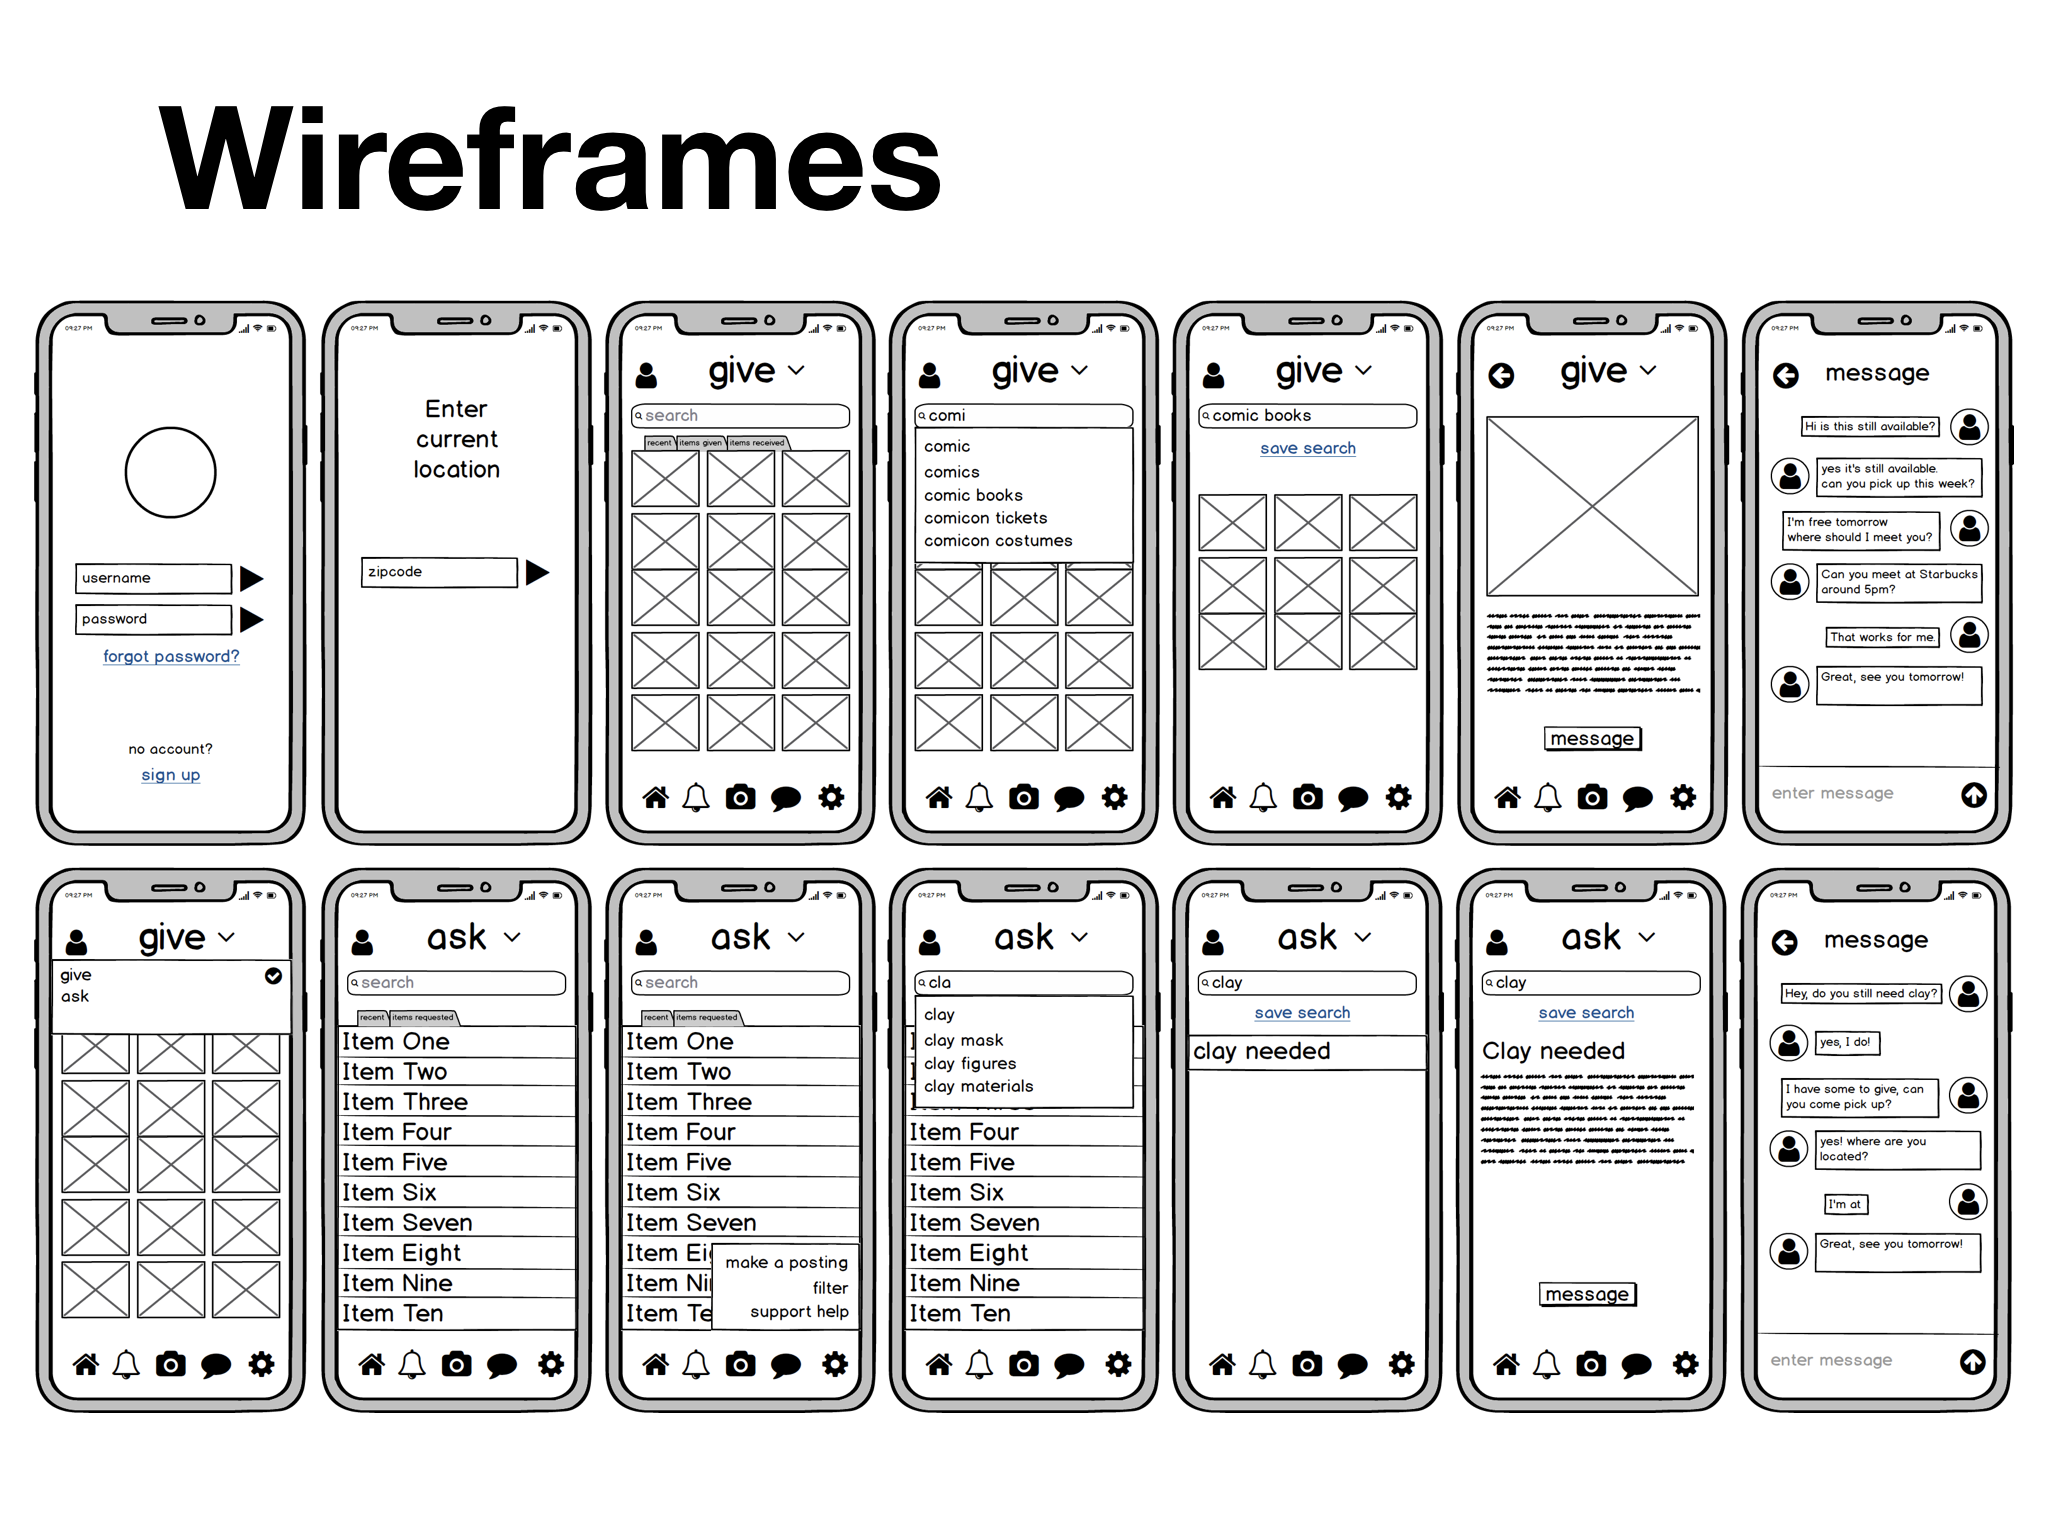 Wireframes
09:27 PM
username
password
forgot password?
no account?
sign up
09:27 PM
Enter
current
location
zipcode
09:27 PM
give
search
recent items given items received
09:27 PM
give
comi
comic
comics
comic books
comicon tickets
comicon costumes
09:27 PM
give
comic books
save search
09:27 PM
give
message
09:27 PM
message
Hi is this still available?
yes it's still available.
can you pick up this week?
I'm free tomorrow
where should I meet you?
Can you meet at Starbucks
around 5pm?
That works for me.
Great, see you tomorrow!
enter message
09:27 PM
give
give
ask
09:27 PM
ask
search
recent items requested
Item One
Item Two
Item Three
Item Four
Item Five
Item Six
Item Seven
Item Eight
Item Nine
Item Ten
09:27 PM
ask
search
recent items requested
Item One
Item Two
Item Three
Item Four
Item Five
Item Six
Item Seven
Item Ei
Item Ni
Item Te
make a posting
filter
support help
09:27 PM
ask
cla
clay
clay mask
clay figures
clay materials
Item Four
Item Five
Item Six
Item Seven
Item Eight
Item Nine
Item Ten
09:27 PM
ask
clay
save search
clay needed
09:27 PM
ask
clay
save search
Clay needed
message
09:27 PM
message
Hey, do you still need clay?
yes, I do!
I have some to give, can
you come pick up?
yes! where are you
located?
I'm at
Great, see you tomorrow!
enter message